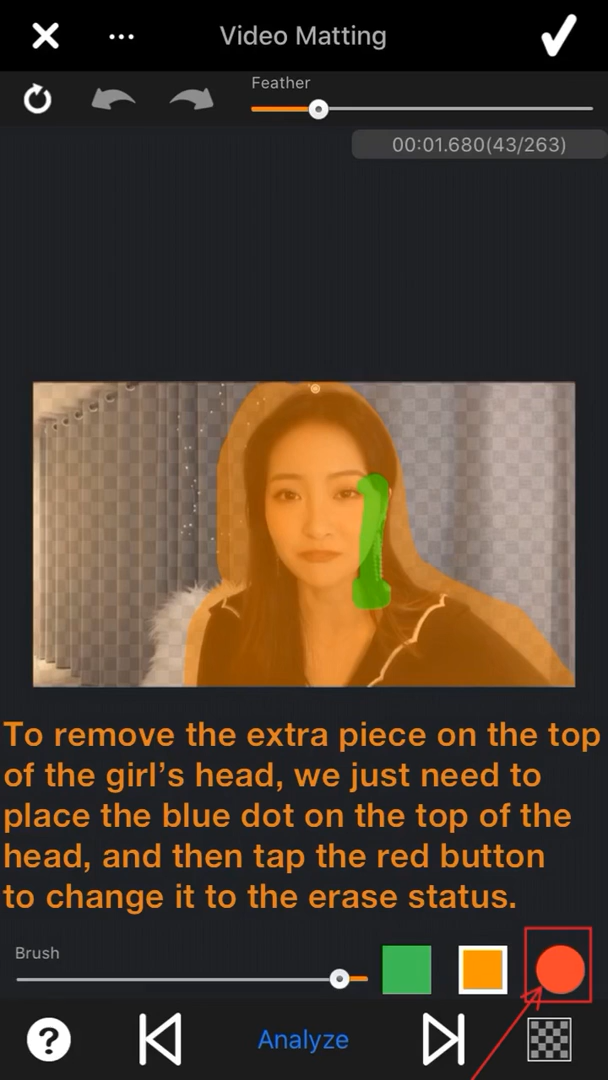 Video Matting
Feather
00:01.680(43/263)
To remove the extra piece on the top
of the girl's head, we just need to
place the blue dot on the top of the
head, and then tap the red button
to change it to the erase status.
Brush
?
Analyze